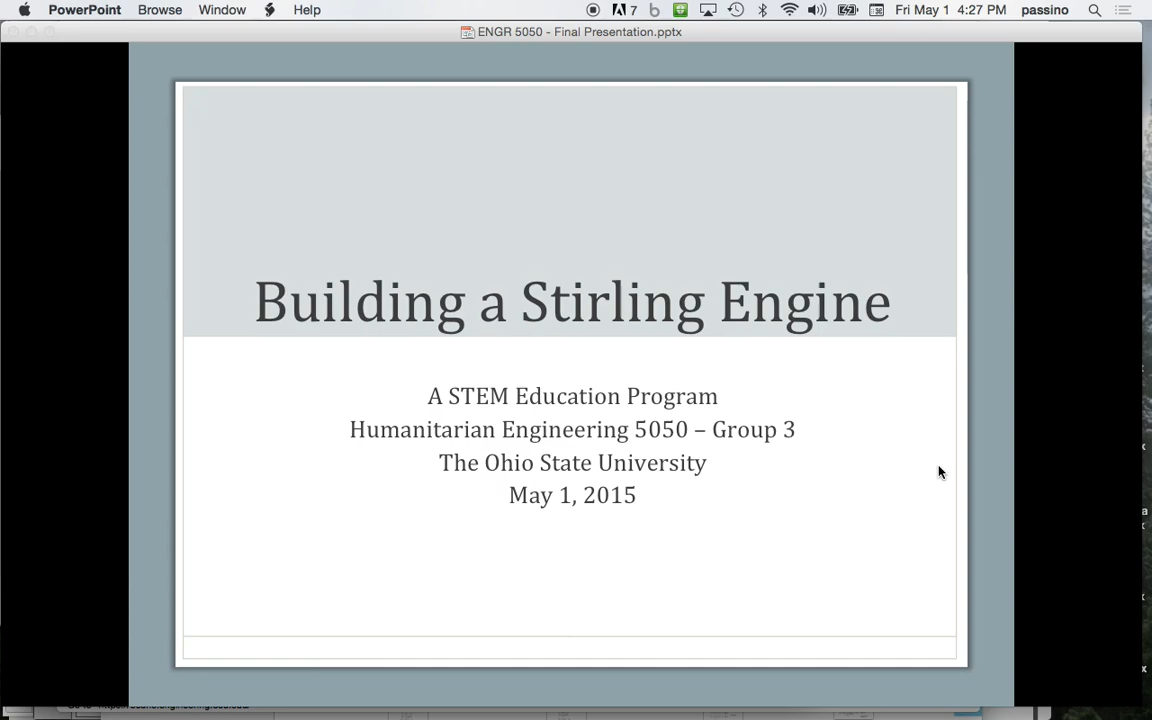 PowerPoint Browse Window Help 7 Fri May 1 4:27 PM passino
ENGR 5050 - Final Presentation.pptx
Building a Stirling Engine
A STEM Education Program
Humanitarian Engineering 5050 – Group 3
The Ohio State University
May 1, 2015